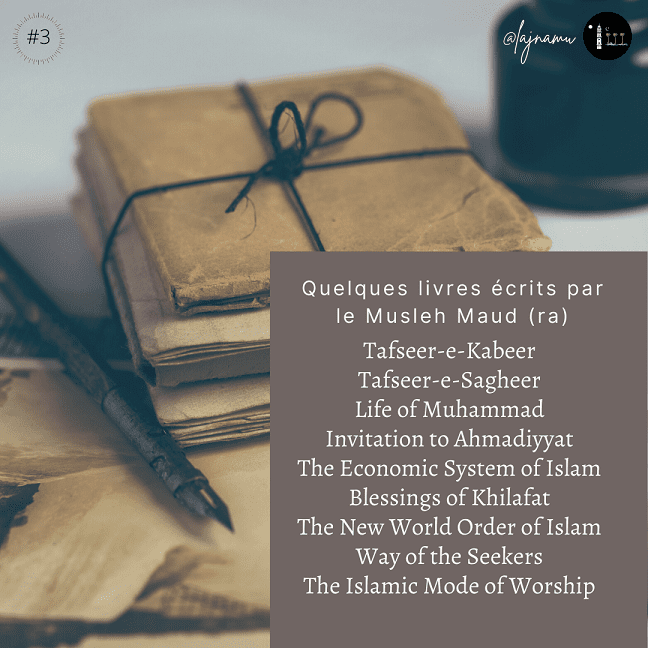 #3
@lajnamu
Quelques livres écrits par
le Musleh Maud (ra)
Tafseer-e-Kabeer
Tafseer-e-Sagheer
Life of Muhammad
Invitation to Ahmadiyyat
The Economic System of Islam
Blessings of Khilafat
The New World Order of Islam
Way of the Seekers
The Islamic Mode of Worship